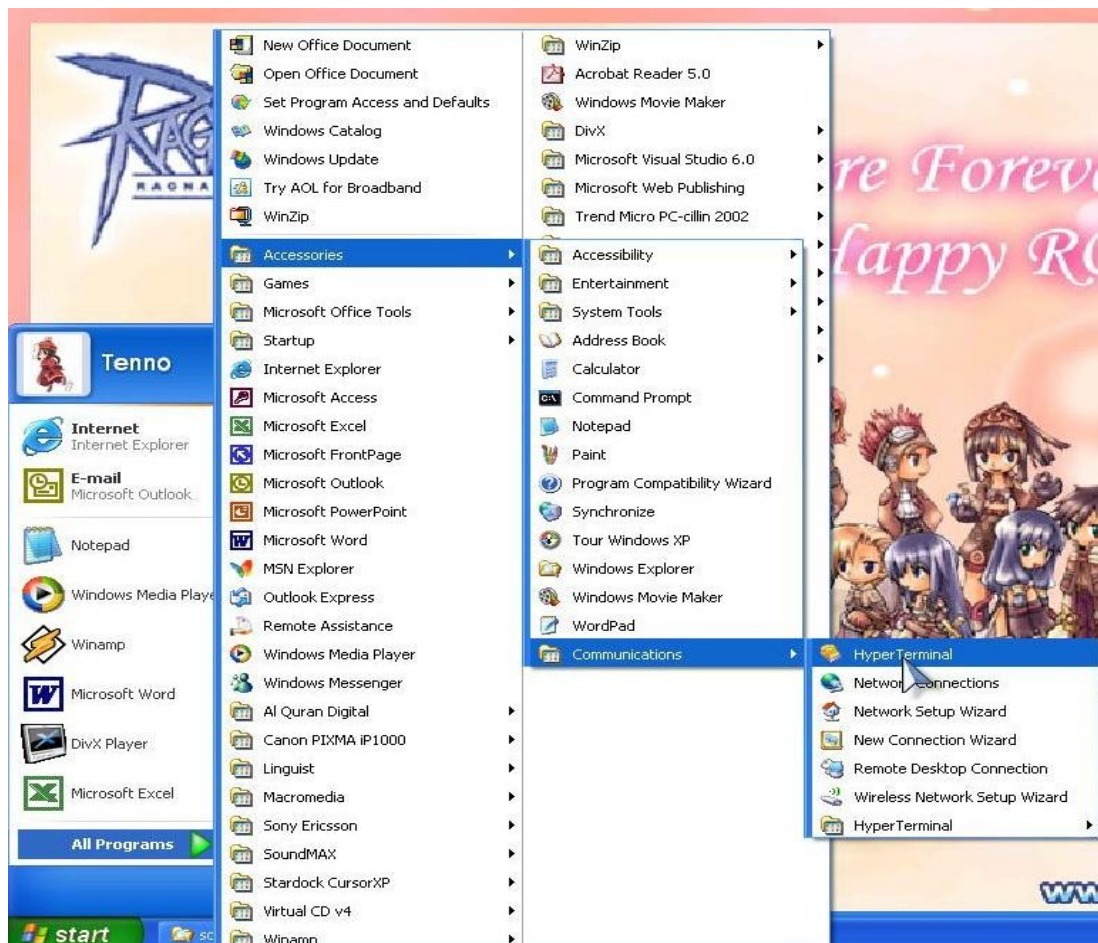 RAGNA
re Forev
Happy RO
Tenno
Internet
Internet Explorer
E-mail
Microsoft Outlook
Notepad
Windows Media Playe
Winamp
Microsoft Word
DivX Player
Microsoft Excel
All Programs
start
sc
New Office Document
Open Office Document
Set Program Access and Defaults
Windows Catalog
Windows Update
Try AOL for Broadband
WinZip
Accessories
Games
Microsoft Office Tools
Startup
Internet Explorer
Microsoft Access
Microsoft Excel
Microsoft FrontPage
Microsoft Outlook
Microsoft PowerPoint
Microsoft Word
MSN Explorer
Outlook Express
Remote Assistance
Windows Media Player
Windows Messenger
Al Quran Digital
Canon PIXMA iP1000
Linguist
Macromedia
Sony Ericsson
SoundMAX
Stardock CursorXP
Virtual CD v4
Winamp
WinZip
Acrobat Reader 5.0
Windows Movie Maker
DivX
Microsoft Visual Studio 6.0
Microsoft Web Publishing
Trend Micro PC-cillin 2002
Accessibility
Entertainment
System Tools
Address Book
Calculator
Command Prompt
Notepad
Paint
Program Compatibility Wizard
Synchronize
Tour Windows XP
Windows Explorer
Windows Movie Maker
WordPad
Communications
HyperTerminal
Network Connections
Network Setup Wizard
New Connection Wizard
Remote Desktop Connection
Wireless Network Setup Wizard
HyperTerminal
ww